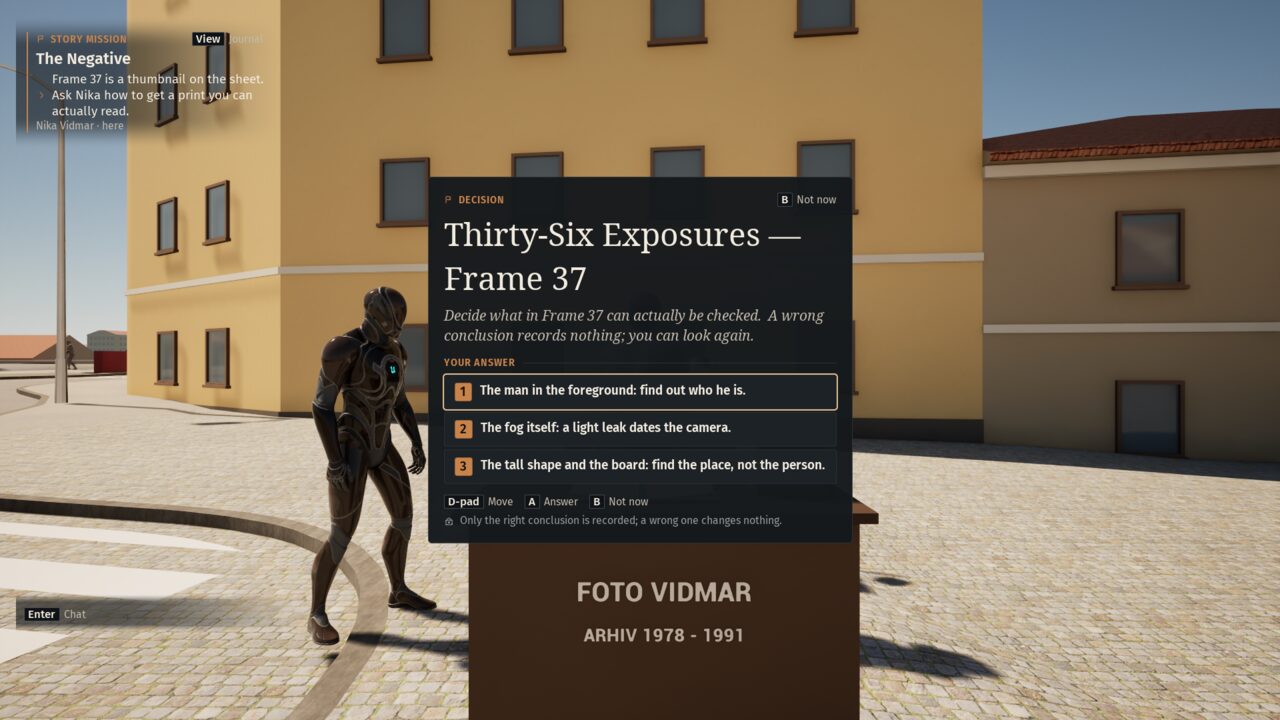 STORY MISSION
View Journal
The Negative
Frame 37 is a thumbnail on the sheet.
› Ask Nika how to get a print you can
actually read.
Nika Vidmar · here
DECISION
B Not now
Thirty-Six Exposures —
Frame 37
Decide what in Frame 37 can actually be checked. A wrong
conclusion records nothing; you can look again.
YOUR ANSWER
1 The man in the foreground: find out who he is.
2 The fog itself: a light leak dates the camera.
3 The tall shape and the board: find the place, not the person.
D-pad Move A Answer B Not now
Only the right conclusion is recorded; a wrong one changes nothing.
FOTO VIDMAR
ARHIV 1978 - 1991
Enter Chat